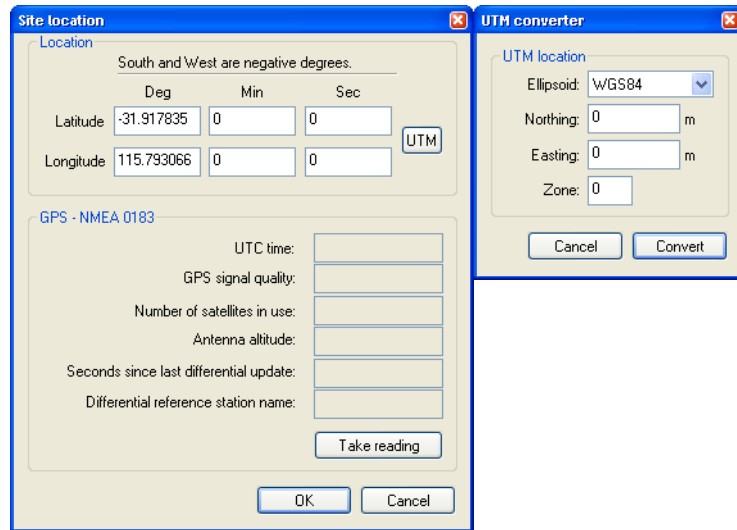 Site location
Location
South and West are negative degrees.
Deg Min Sec
Latitude -31.917835 0 0
UTM
Longitude 115.793066 0 0
GPS - NMEA 0183
UTC time:
GPS signal quality:
Number of satellites in use:
Antenna altitude:
Seconds since last differential update:
Differential reference station name:
Take reading
OK Cancel
UTM converter
UTM location
Ellipsoid: WGS84
Northing: 0 m
Easting: 0 m
Zone: 0
Cancel Convert